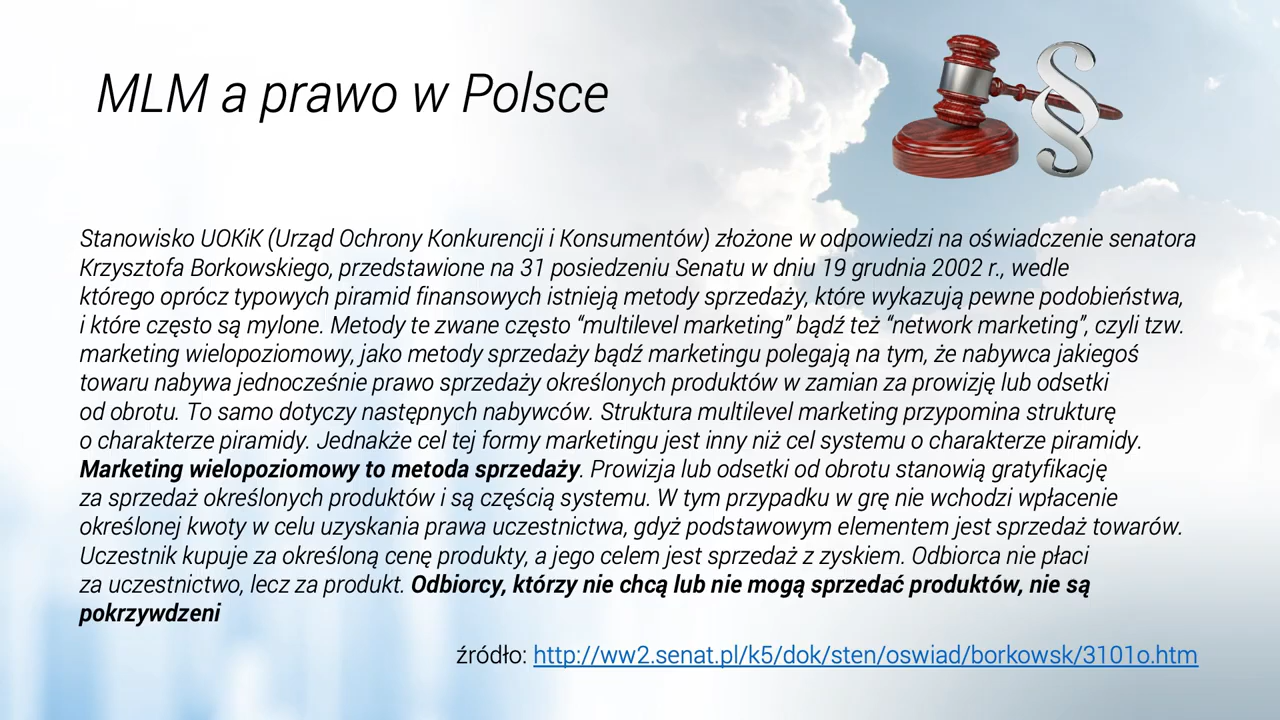 MLM a prawo w Polsce
Stanowisko UOKiK (Urząd Ochrony Konkurencji i Konsumentów) złożone w odpowiedzi na oświadczenie senatora
Krzysztofa Borkowskiego, przedstawione na 31 posiedzeniu Senatu w dniu 19 grudnia 2002 r., wedle
którego oprócz typowych piramid finansowych istnieją metody sprzedaży, które wykazują pewne podobieństwa,
i które często są mylone. Metody te zwane często “multilevel marketing” bądź też “network marketing”, czyli tzw.
marketing wielopoziomowy, jako metody sprzedaży bądź marketingu polegają na tym, że nabywca jakiegoś
towaru nabywa jednocześnie prawo sprzedaży określonych produktów w zamian za prowizję lub odsetki
od obrotu. To samo dotyczy następnych nabywców. Struktura multilevel marketing przypomina strukturę
o charakterze piramidy. Jednakże cel tej formy marketingu jest inny niż cel systemu o charakterze piramidy.
Marketing wielopoziomowy to metoda sprzedaży. Prowizja lub odsetki od obrotu stanowią gratyfikację
za sprzedaż określonych produktów i są częścią systemu. W tym przypadku w grę nie wchodzi wpłacenie
określonej kwoty w celu uzyskania prawa uczestnictwa, gdyż podstawowym elementem jest sprzedaż towarów.
Uczestnik kupuje za określoną cenę produkty, a jego celem jest sprzedaż z zyskiem. Odbiorca nie płaci
za uczestnictwo, lecz za produkt. Odbiorcy, którzy nie chcą lub nie mogą sprzedać produktów, nie są
pokrzywdzeni
źródło: http://ww2.senat.pl/k5/dok/sten/oswiad/borkowsk/3101o.htm